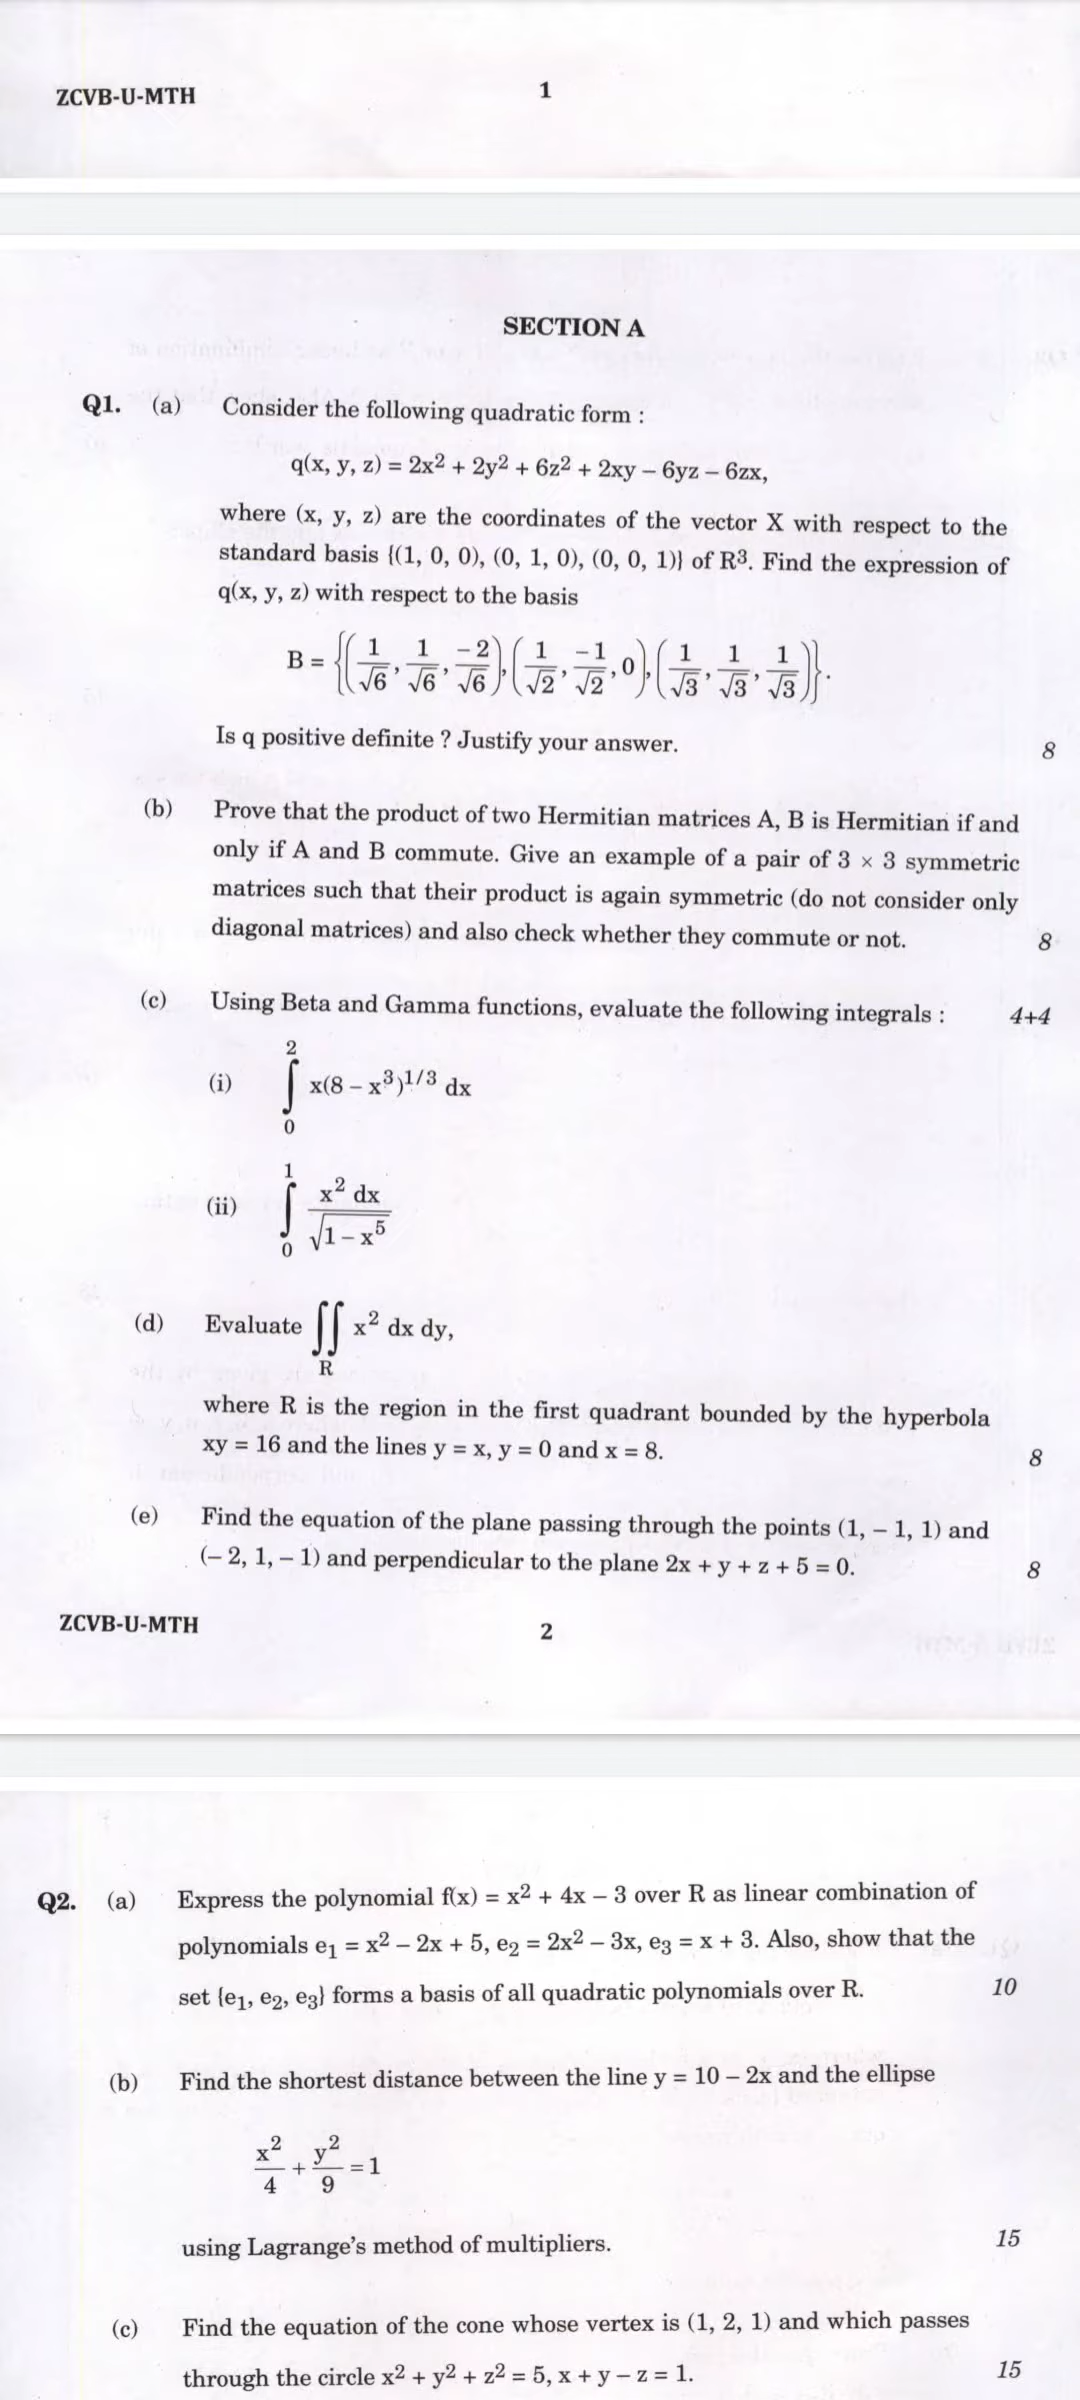 ZCVB-U-MTH 1
SECTION A
Q1. (a) Consider the following quadratic form :
q(x, y, z) = 2x² + 2y² + 6z² + 2xy – 6yz – 6zx,
where (x, y, z) are the coordinates of the vector X with respect to the
standard basis {(1, 0, 0), (0, 1, 0), (0, 0, 1)} of R³. Find the expression of
q(x, y, z) with respect to the basis
B = {(1/√6, 1/√6, –2/√6), (1/√2, –1/√2, 0), (1/√3, 1/√3, 1/√3)}.
Is q positive definite ? Justify your answer. 8
(b) Prove that the product of two Hermitian matrices A, B is Hermitian if and
only if A and B commute. Give an example of a pair of 3 × 3 symmetric
matrices such that their product is again symmetric (do not consider only
diagonal matrices) and also check whether they commute or not. 8
(c) Using Beta and Gamma functions, evaluate the following integrals : 4+4
(i) ∫₀² x(8 – x³)^1/3 dx
(ii) ∫₀¹ x² dx / √(1 – x⁵)
(d) Evaluate ∬ x² dx dy,
R
where R is the region in the first quadrant bounded by the hyperbola
xy = 16 and the lines y = x, y = 0 and x = 8. 8
(e) Find the equation of the plane passing through the points (1, – 1, 1) and
(– 2, 1, – 1) and perpendicular to the plane 2x + y + z + 5 = 0. 8
ZCVB-U-MTH 2
Q2. (a) Express the polynomial f(x) = x² + 4x – 3 over R as linear combination of
polynomials e₁ = x² – 2x + 5, e₂ = 2x² – 3x, e₃ = x + 3. Also, show that the
set {e₁, e₂, e₃} forms a basis of all quadratic polynomials over R. 10
(b) Find the shortest distance between the line y = 10 – 2x and the ellipse
x²/4 + y²/9 = 1
using Lagrange's method of multipliers. 15
(c) Find the equation of the cone whose vertex is (1, 2, 1) and which passes
through the circle x² + y² + z² = 5, x + y – z = 1. 15